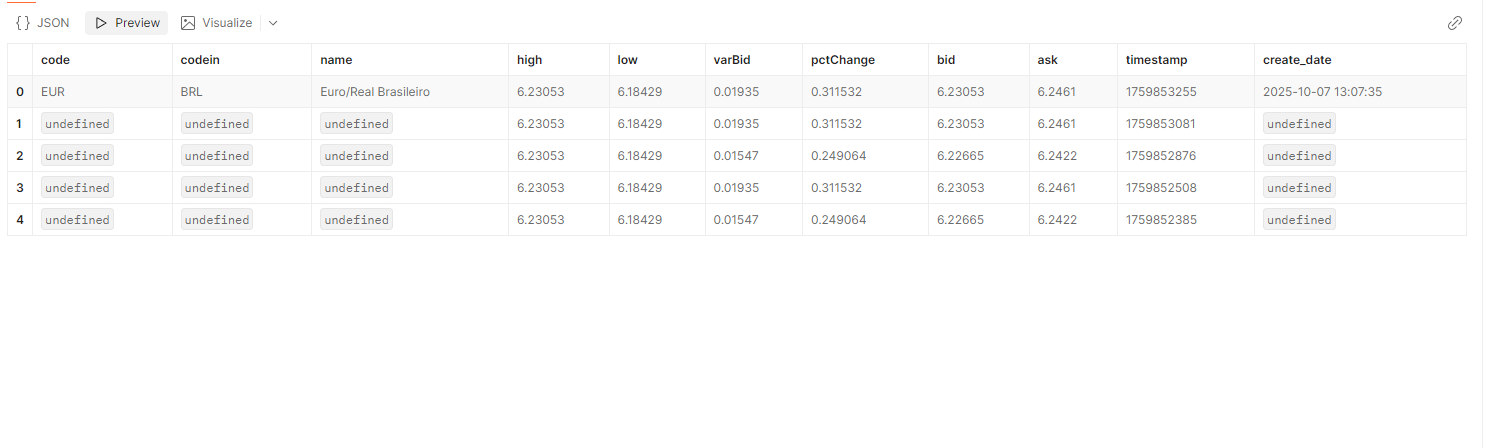 { } JSON Preview Visualize
code codein name high low varBid pctChange bid ask timestamp create_date
0 EUR BRL Euro/Real Brasileiro 6.23053 6.18429 0.01935 0.311532 6.23053 6.2461 1759853255 2025-10-07 13:07:35
1 undefined undefined undefined 6.23053 6.18429 0.01935 0.311532 6.23053 6.2461 1759853081 undefined
2 undefined undefined undefined 6.23053 6.18429 0.01547 0.249064 6.22665 6.2422 1759852876 undefined
3 undefined undefined undefined 6.23053 6.18429 0.01935 0.311532 6.23053 6.2461 1759852508 undefined
4 undefined undefined undefined 6.23053 6.18429 0.01547 0.249064 6.22665 6.2422 1759852385 undefined